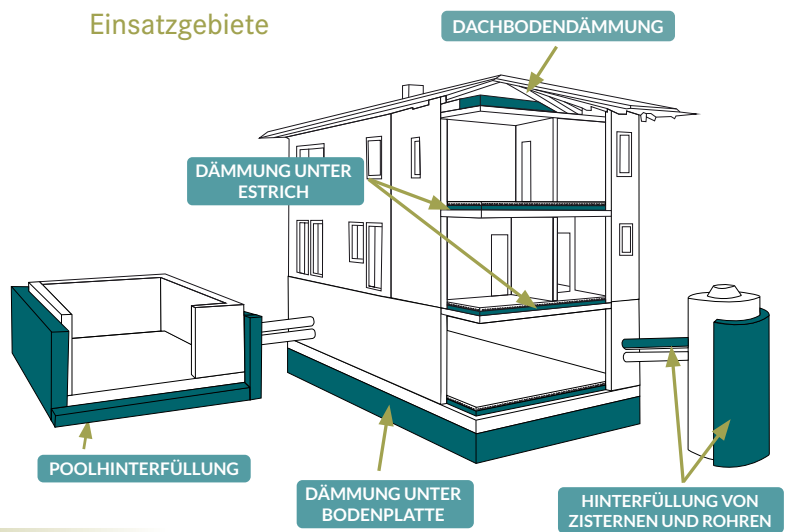 Einsatzgebiete
DACHBODENDÄMMUNG
DÄMMUNG UNTER
ESTRICH
POOLHINTERFÜLLUNG
DÄMMUNG UNTER
BODENPLATTE
HINTERFÜLLUNG VON
ZISTERNEN UND ROHREN